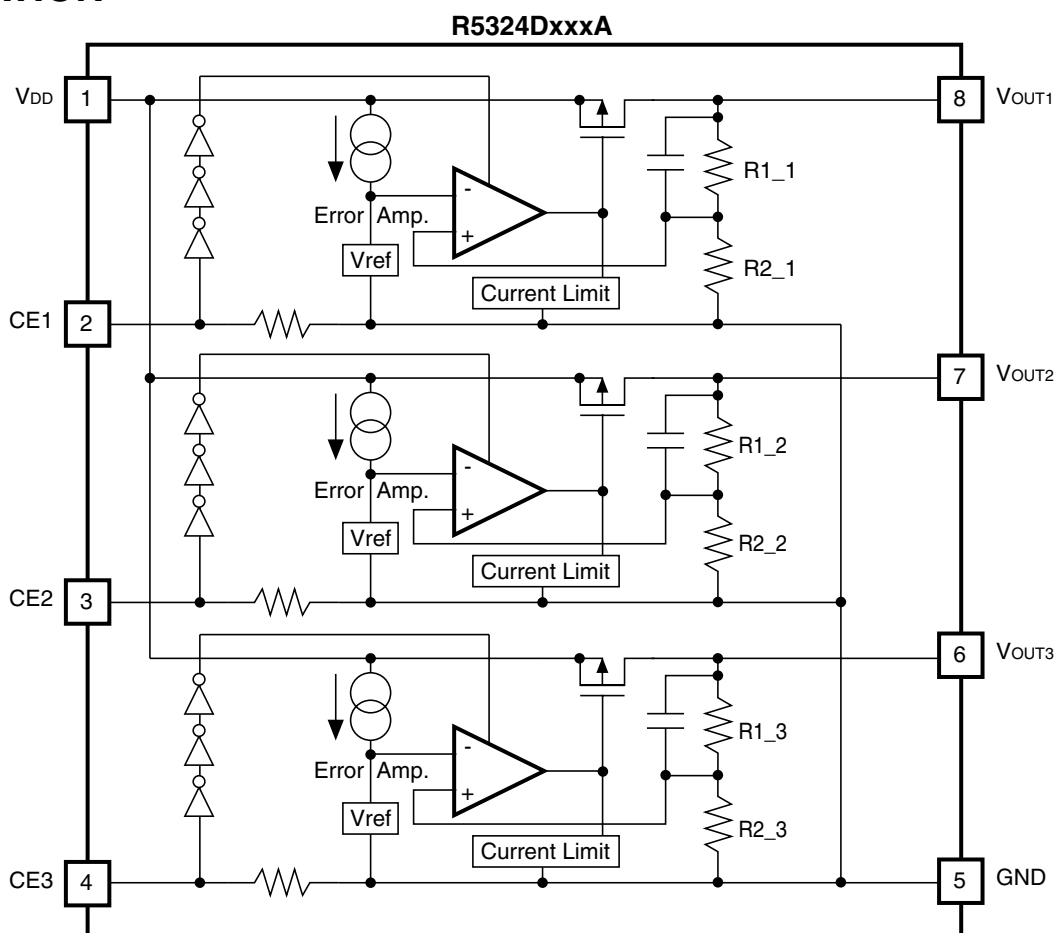 R5324DxxxA
VDD 1
8 VOUT1
-
+
Error Amp.
Vref
Current Limit
R1_1
R2_1
CE1 2
7 VOUT2
-
+
Error Amp.
Vref
Current Limit
R1_2
R2_2
CE2 3
6 VOUT3
-
+
Error Amp.
Vref
Current Limit
R1_3
R2_3
CE3 4
5 GND